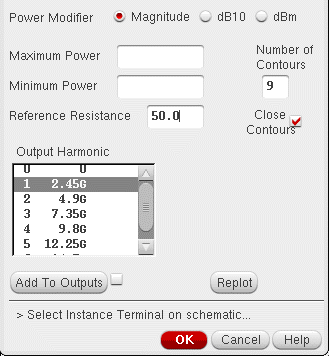 Power Modifier Magnitude dB10 dBm
Maximum Power
Number of
Contours
Minimum Power
9
Reference Resistance 50.0
Close
Contours
Output Harmonic
0 0
1 2.45G
2 4.9G
3 7.35G
4 9.8G
5 12.25G
Add To Outputs Replot
> Select Instance Terminal on schematic...
OK Cancel Help